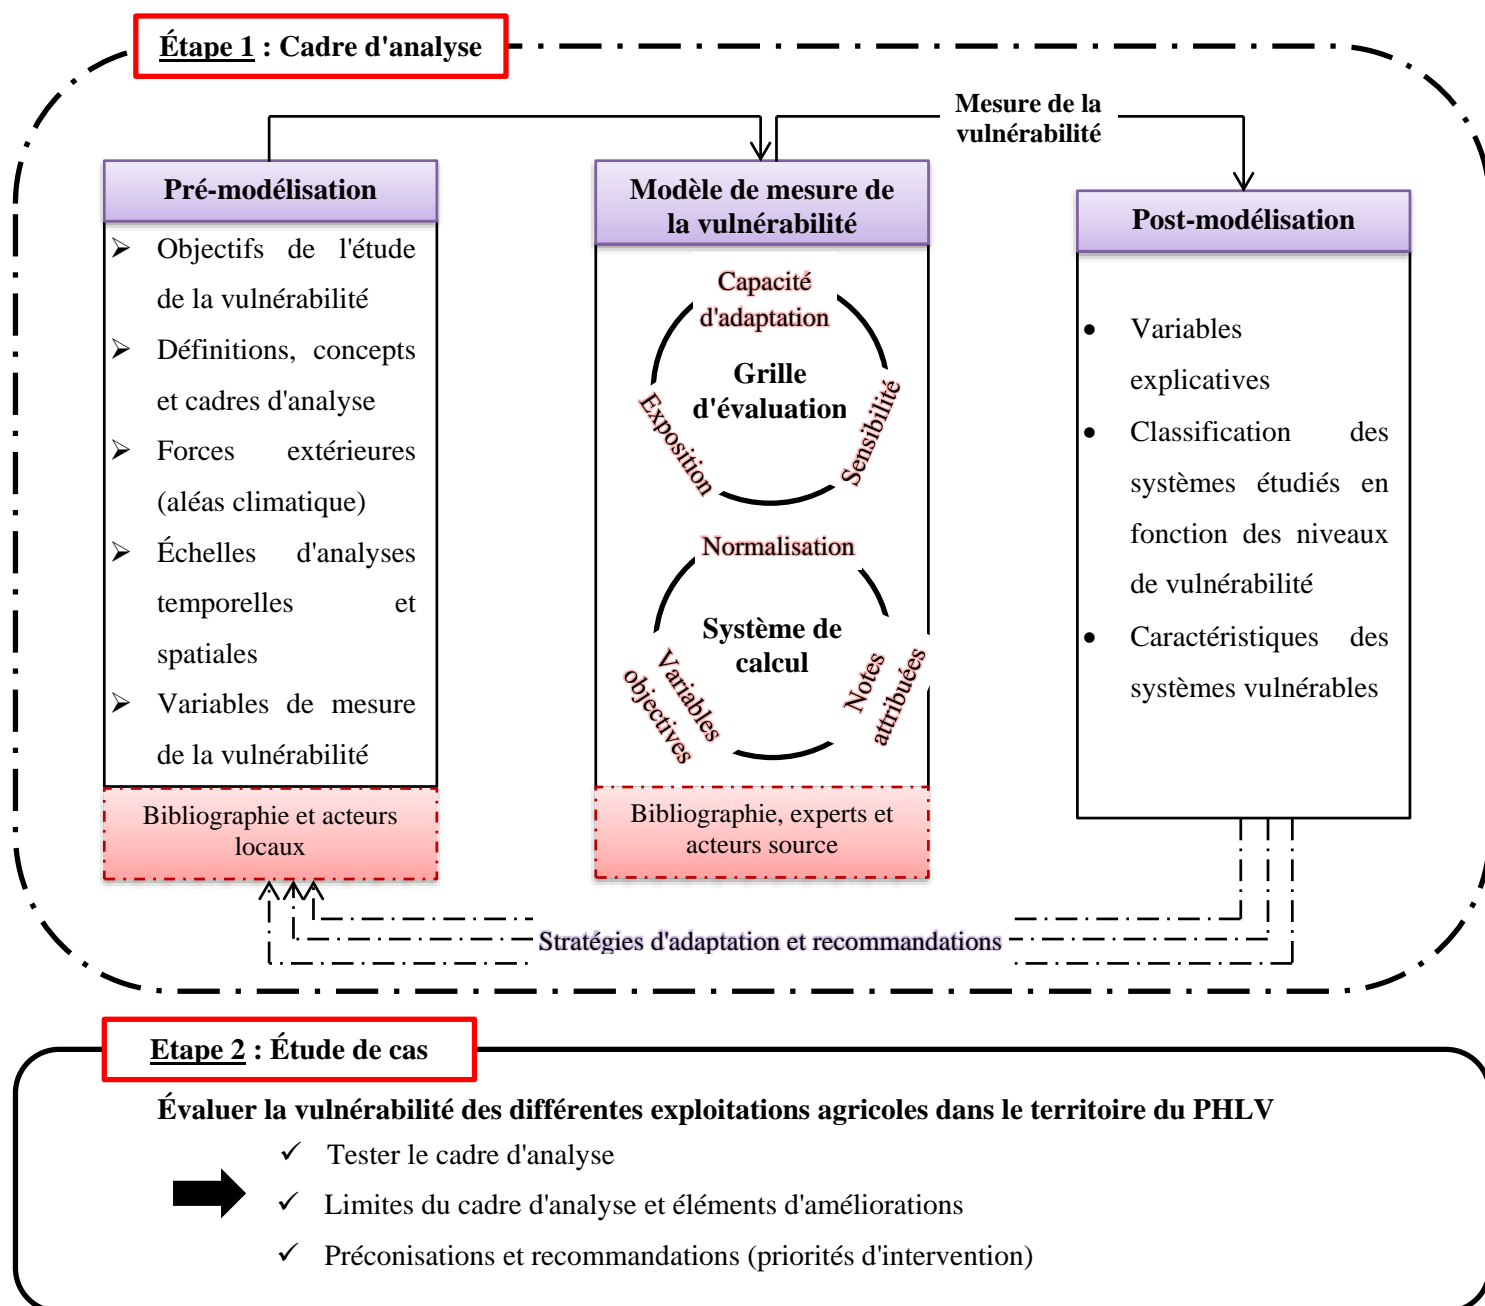 Étape 1 : Cadre d'analyse
Mesure de la
vulnérabilité
Pré-modélisation
Objectifs de l'étude
de la vulnérabilité
Définitions, concepts
et cadres d'analyse
Forces extérieures
(aléas climatique)
Échelles d'analyses
temporelles et
spatiales
Variables de mesure
de la vulnérabilité
Bibliographie et acteurs
locaux
Modèle de mesure de
la vulnérabilité
Capacité
d'adaptation
Grille
d'évaluation
Exposition
Sensibilité
Normalisation
Système de
calcul
Variables
objectives
Notes
attribuées
Bibliographie, experts et
acteurs source
Post-modélisation
Variables
explicatives
Classification des
systèmes étudiés en
fonction des niveaux
de vulnérabilité
Caractéristiques des
systèmes vulnérables
Stratégies d'adaptation et recommandations
Etape 2 : Étude de cas
Évaluer la vulnérabilité des différentes exploitations agricoles dans le territoire du PHLV
✓ Tester le cadre d'analyse
✓ Limites du cadre d'analyse et éléments d'améliorations
✓ Préconisations et recommandations (priorités d'intervention)